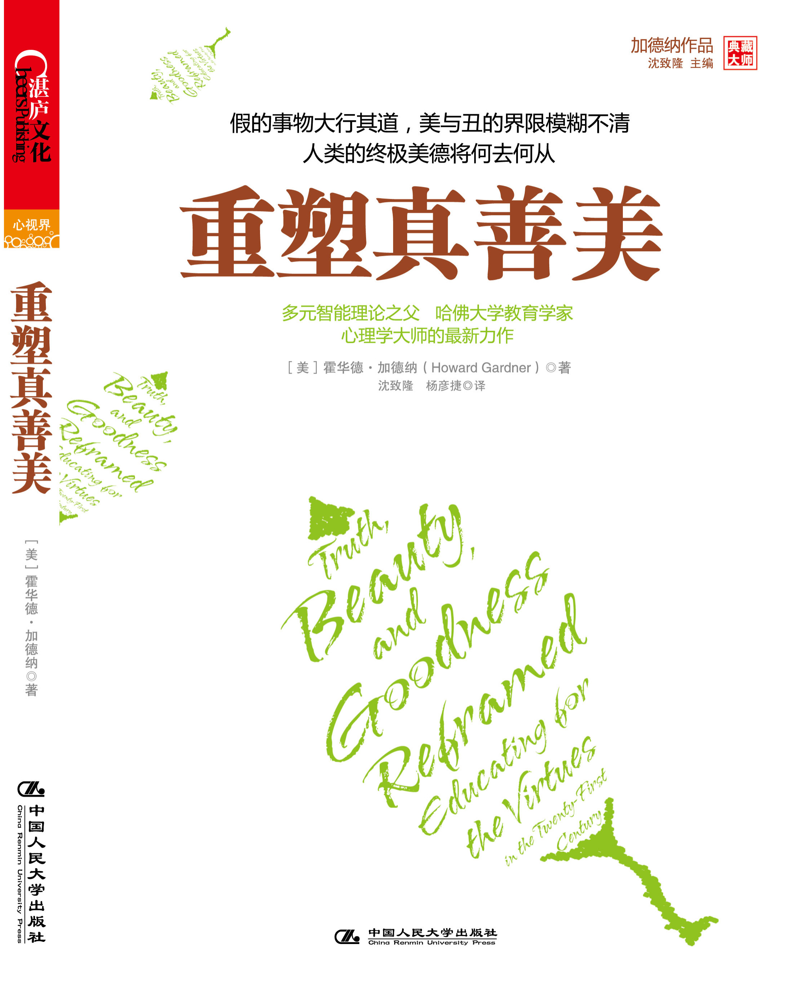 湛庐文化
Cheers Publishing
心视界
重塑真善美
[美]霍华德·加德纳◎著
中国人民大学出版社
China Renmin University Press
加德纳作品
沈致隆 主编
典藏
大师
假的事物大行其道，美与丑的界限模糊不清
人类的终极美德将何去何从
重塑真善美
多元智能理论之父 哈佛大学教育学家
心理学大师的最新力作
[美]霍华德·加德纳(Howard Gardner)◎著
沈致隆 杨彦捷◎译
Truth,
Beauty,
and
Goodness
Reframed
Truth,
Beauty,
and
Goodness
Reframed
ducating for
Virtues
Twenty-First
Truth,
Beauty,
and
Goodness
Reframed
Educating for
the Virtues
in the Twenty-First
Century
中国人民大学出版社
China Renmin University Press